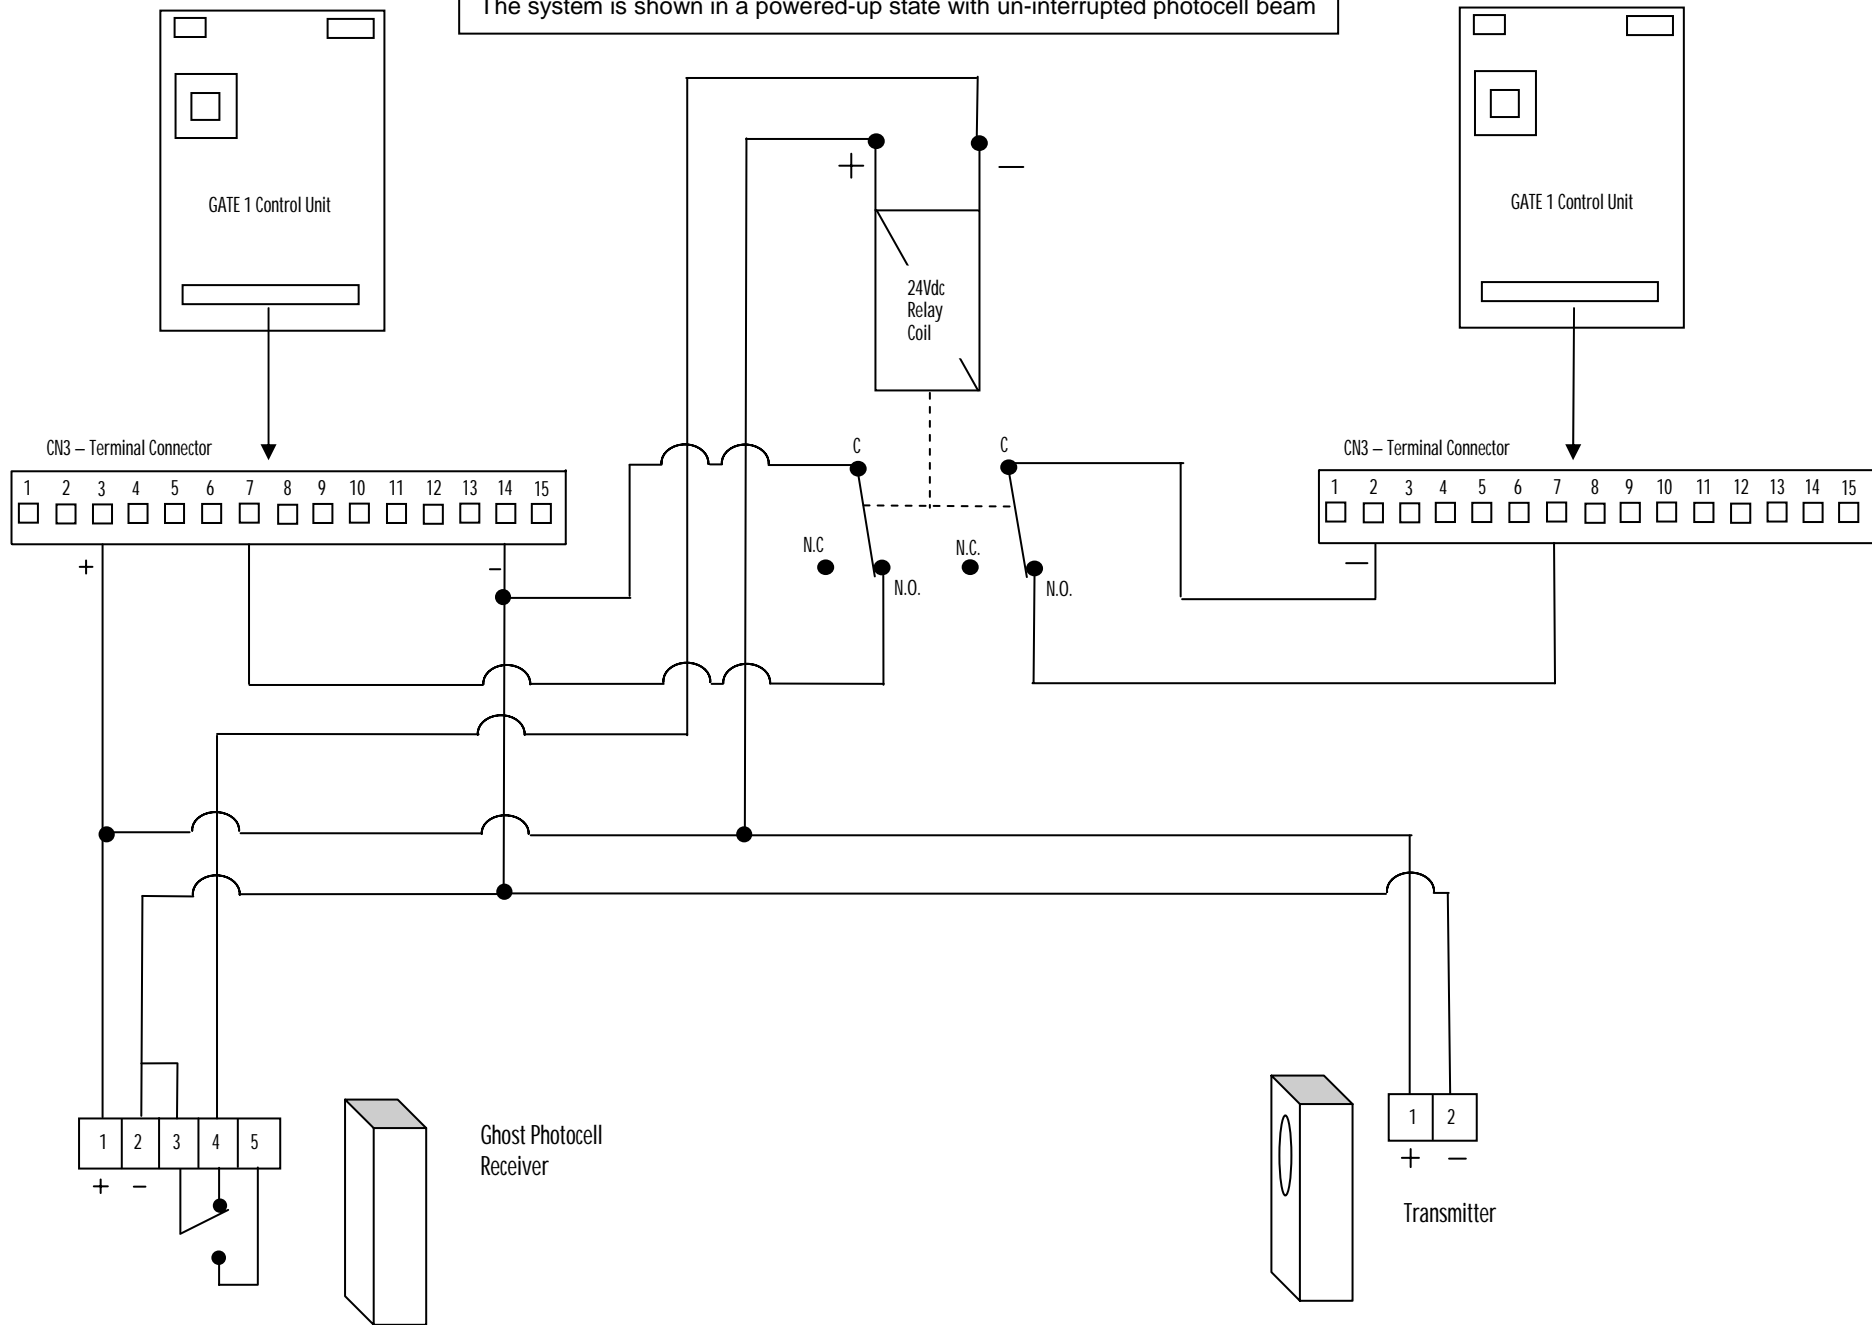 The system is shown in a powered-up state with un-interrupted photocell beam
GATE 1 Control Unit
GATE 1 Control Unit
+
–
24Vdc
Relay
Coil
CN3 – Terminal Connector
C
C
CN3 – Terminal Connector
1 2 3 4 5 6 7 8 9 10 11 12 13 14 15
1 2 3 4 5 6 7 8 9 10 11 12 13 14 15
+
–
N.C
N.O.
N.C.
N.O.
–
1 2 3 4 5
+ –
Ghost Photocell
Receiver
1 2
+ –
Transmitter